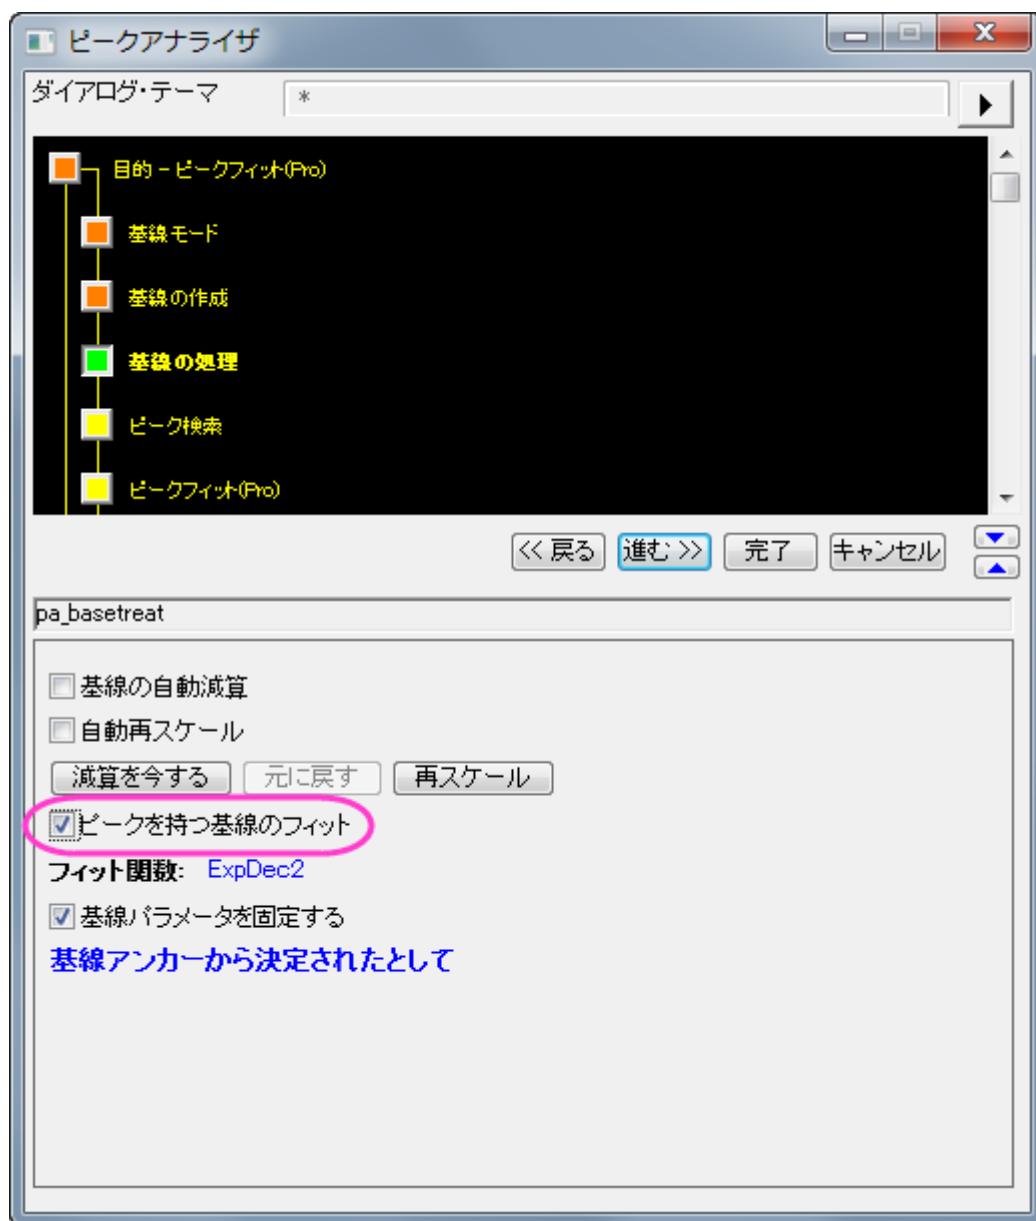 ピークアナライザ
ダイアログ・テーマ *
目的 - ピークフィット(Pro)
基線モード
基線の作成
基線の処理
ピーク検索
ピークフィット(Pro)
<< 戻る 進む >> 完了 キャンセル
pa_basetreat
基線の自動減算
自動再スケール
減算を今する 元に戻す 再スケール
ピークを持つ基線のフィット
フィット関数: ExpDec2
基線パラメータを固定する
基線アンカーから決定されたとして